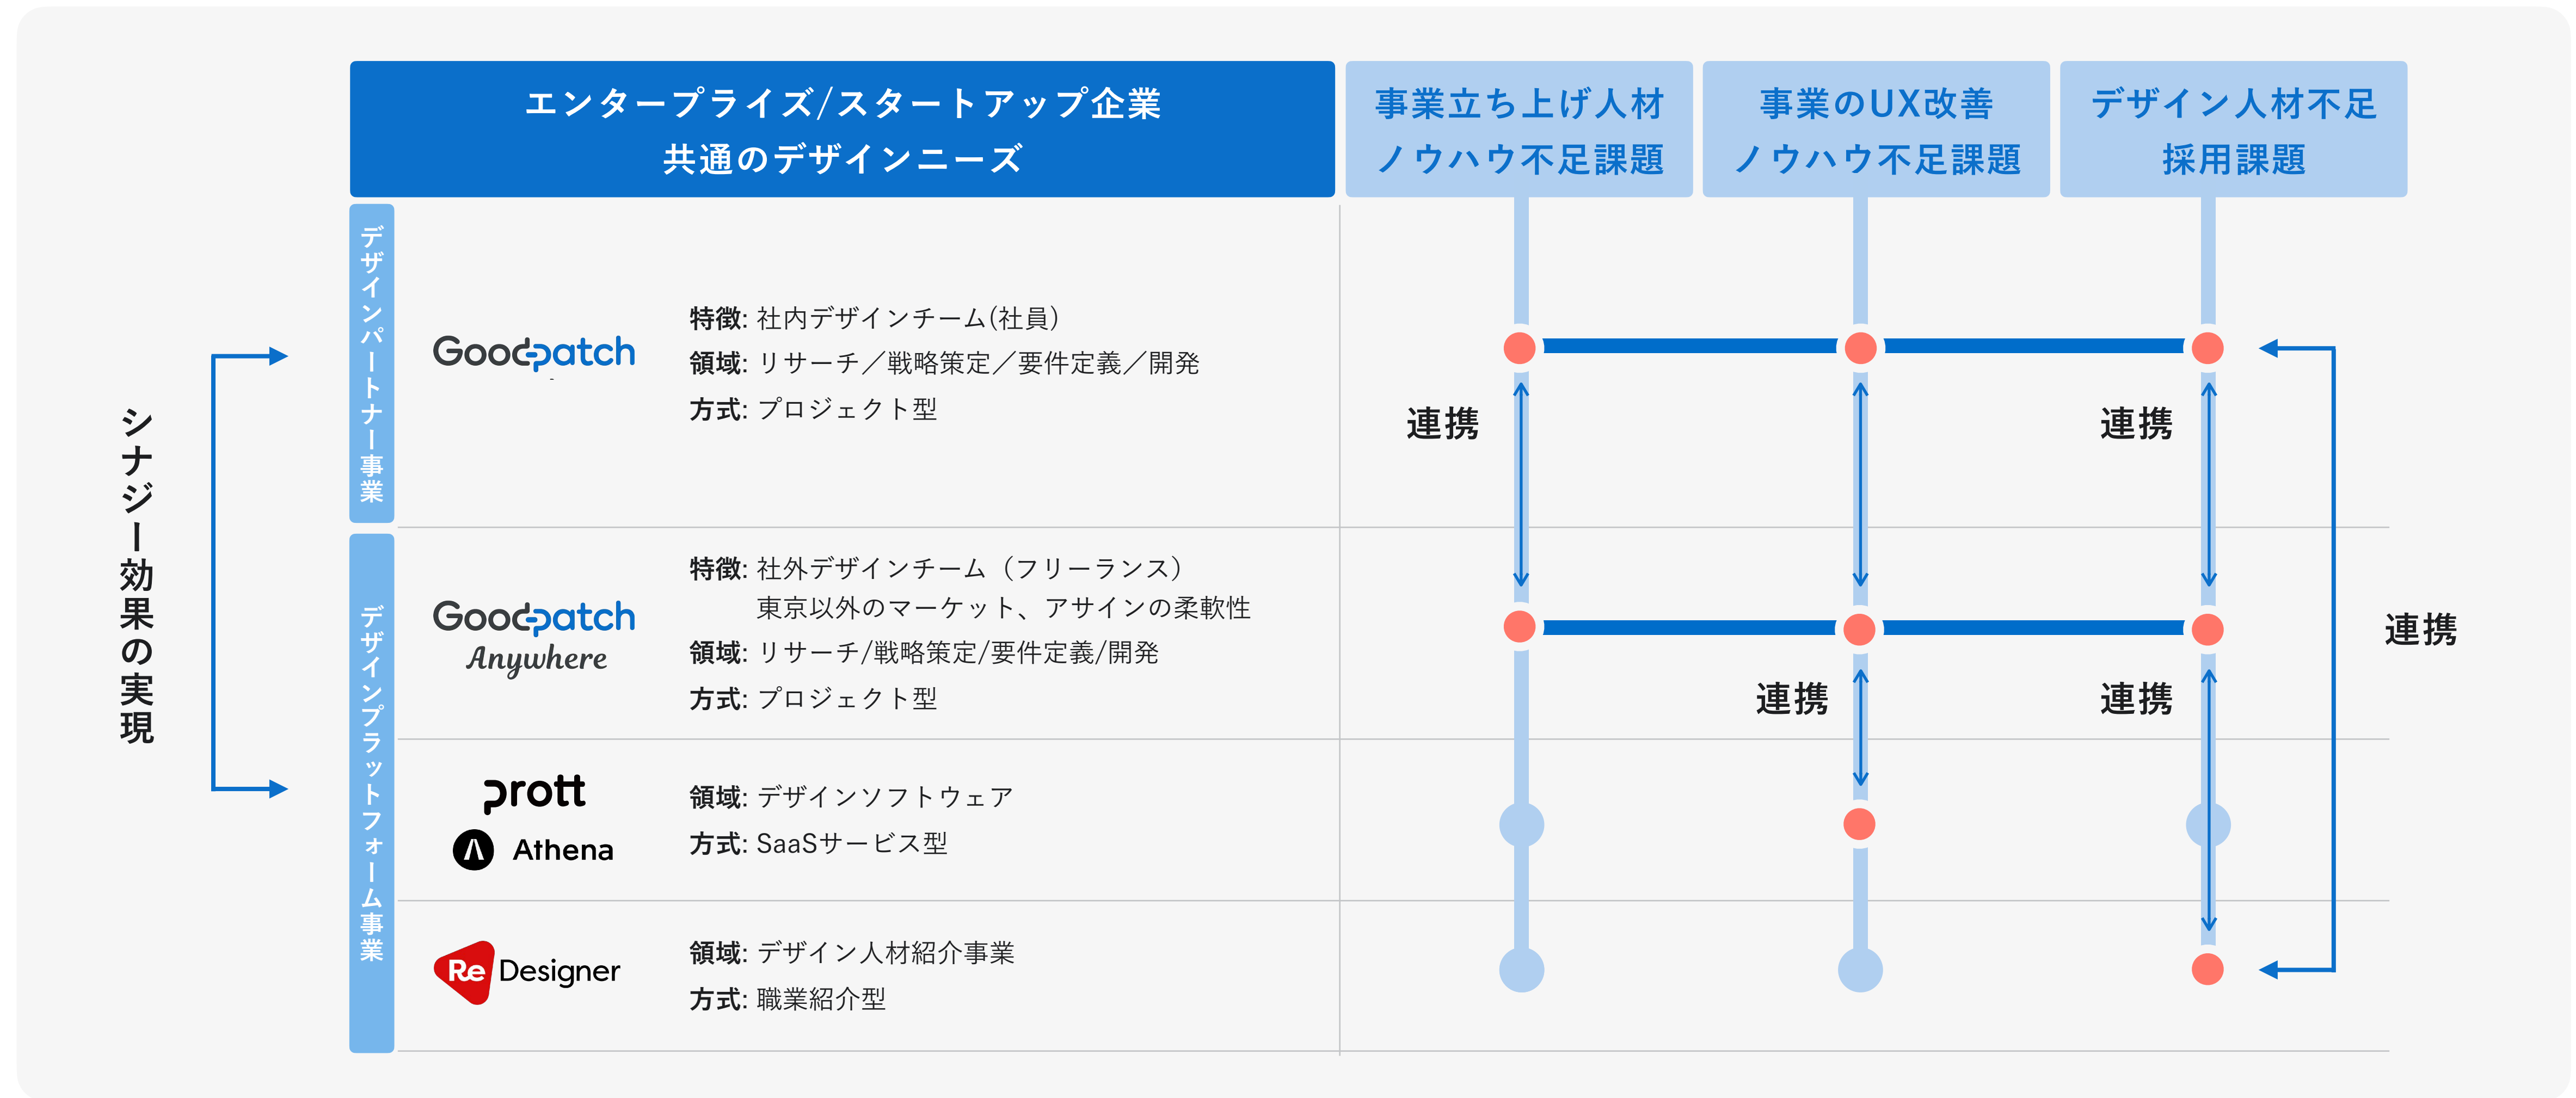 エンタープライズ/スタートアップ企業
共通のデザインニーズ
事業立ち上げ人材
ノウハウ不足課題
事業のUX改善
ノウハウ不足課題
デザイン人材不足
採用課題
シナジー効果の実現
デザインパートナー事業
Goodpatch
特徴: 社内デザインチーム(社員)
領域: リサーチ／戦略策定／要件定義／開発
方式: プロジェクト型
連携
連携
デザインプラットフォーム事業
Goodpatch
Anywhere
特徴: 社外デザインチーム（フリーランス）
東京以外のマーケット、アサインの柔軟性
領域: リサーチ/戦略策定/要件定義/開発
方式: プロジェクト型
連携
連携
連携
prott
Athena
領域: デザインソフトウェア
方式: SaaSサービス型
Re Designer
領域: デザイン人材紹介事業
方式: 職業紹介型